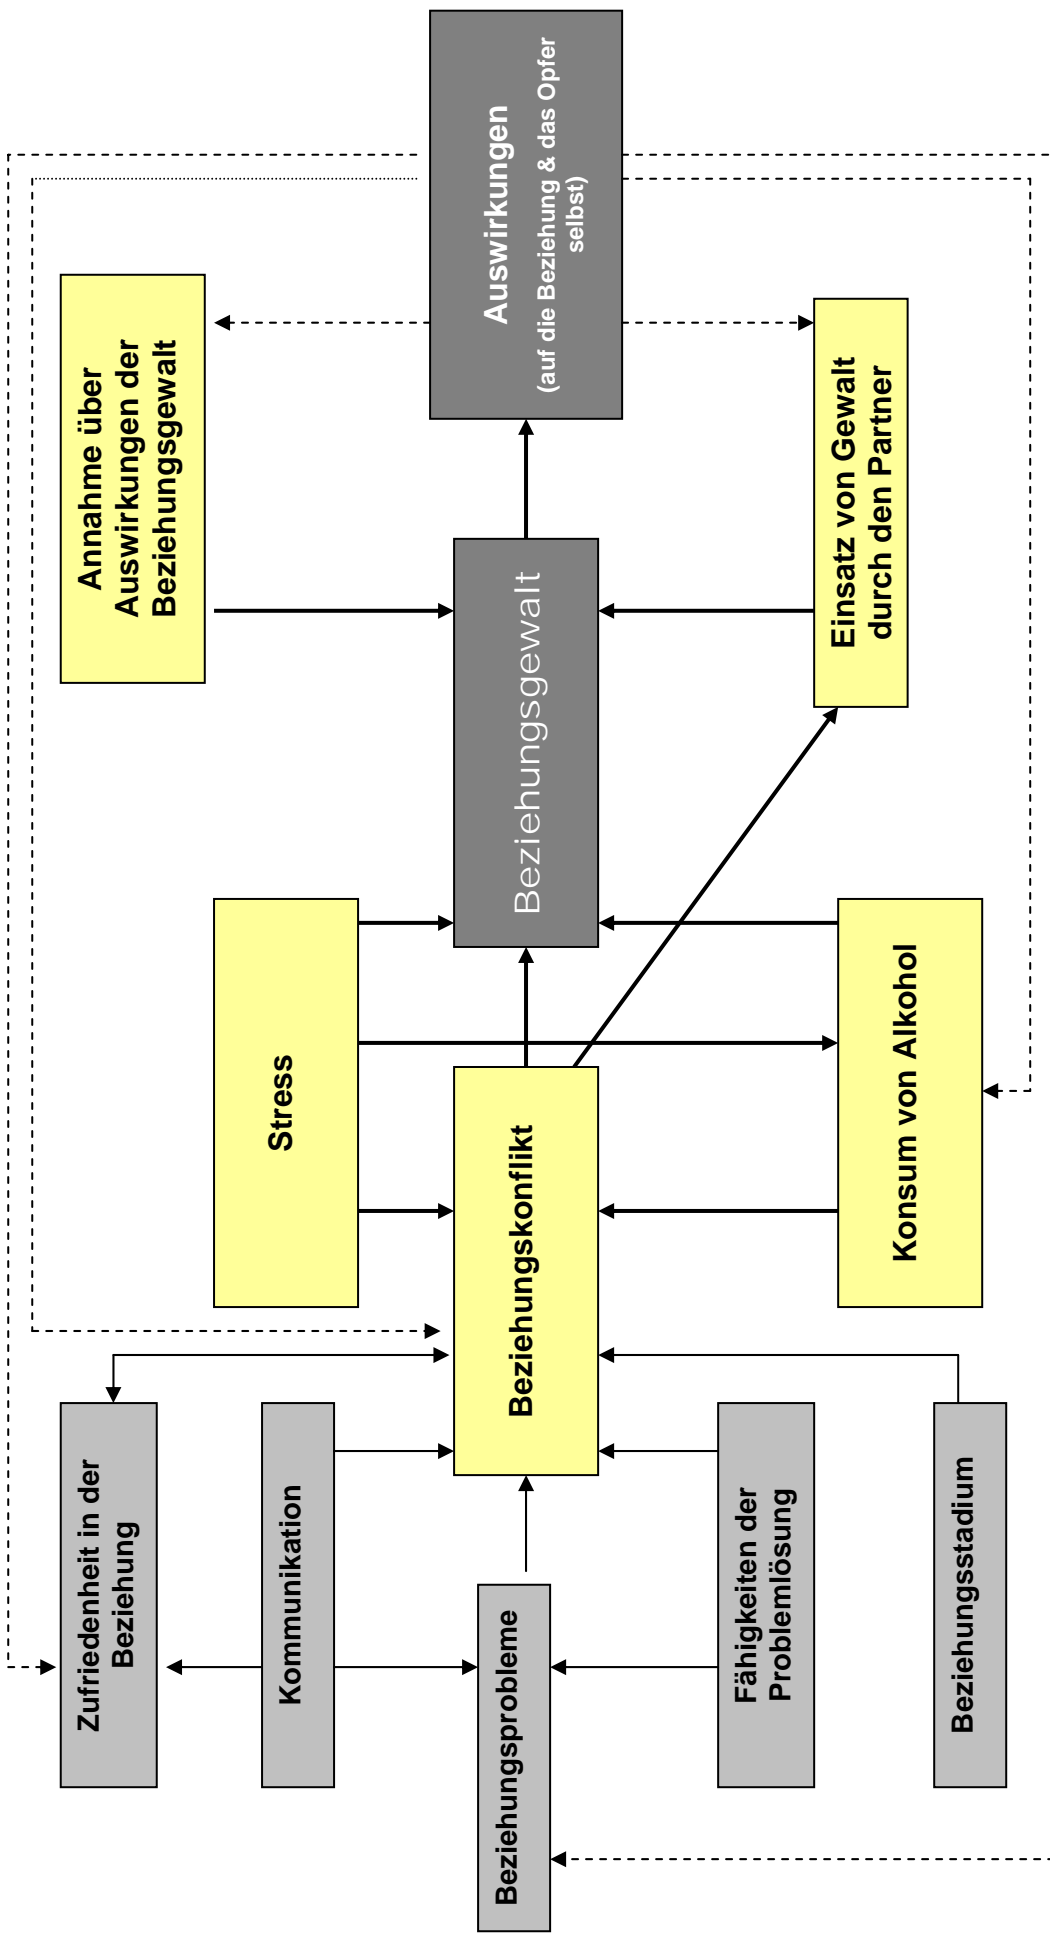 Zufriedenheit in der
Beziehung
Kommunikation
Beziehungsprobleme
Fähigkeiten der
Problemlösung
Beziehungsstadium
Stress
Beziehungskonflikt
Konsum von Alkohol
Annahme über
Auswirkungen der
Beziehungsgewalt
Beziehungsgewalt
Einsatz von Gewalt
durch den Partner
Auswirkungen
(auf die Beziehung & das Opfer
selbst)